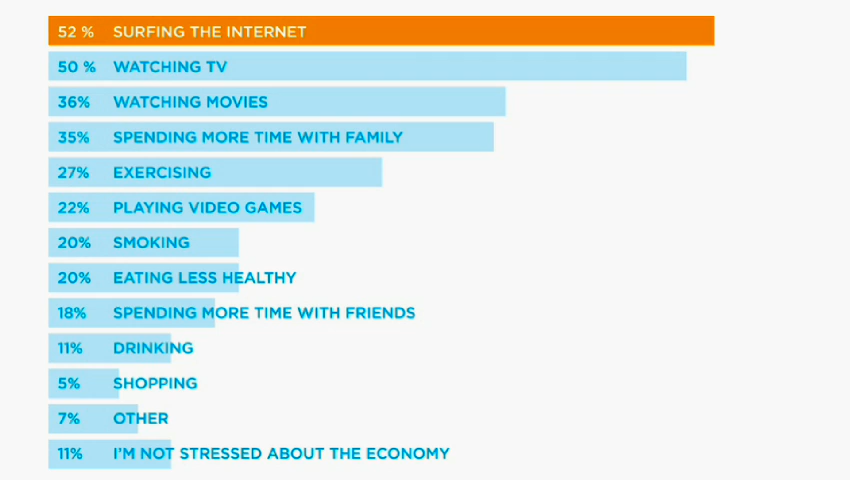 52 % SURFING THE INTERNET
50 % WATCHING TV
36% WATCHING MOVIES
35% SPENDING MORE TIME WITH FAMILY
27% EXERCISING
22% PLAYING VIDEO GAMES
20% SMOKING
20% EATING LESS HEALTHY
18% SPENDING MORE TIME WITH FRIENDS
11% DRINKING
5% SHOPPING
7% OTHER
11% I'M NOT STRESSED ABOUT THE ECONOMY